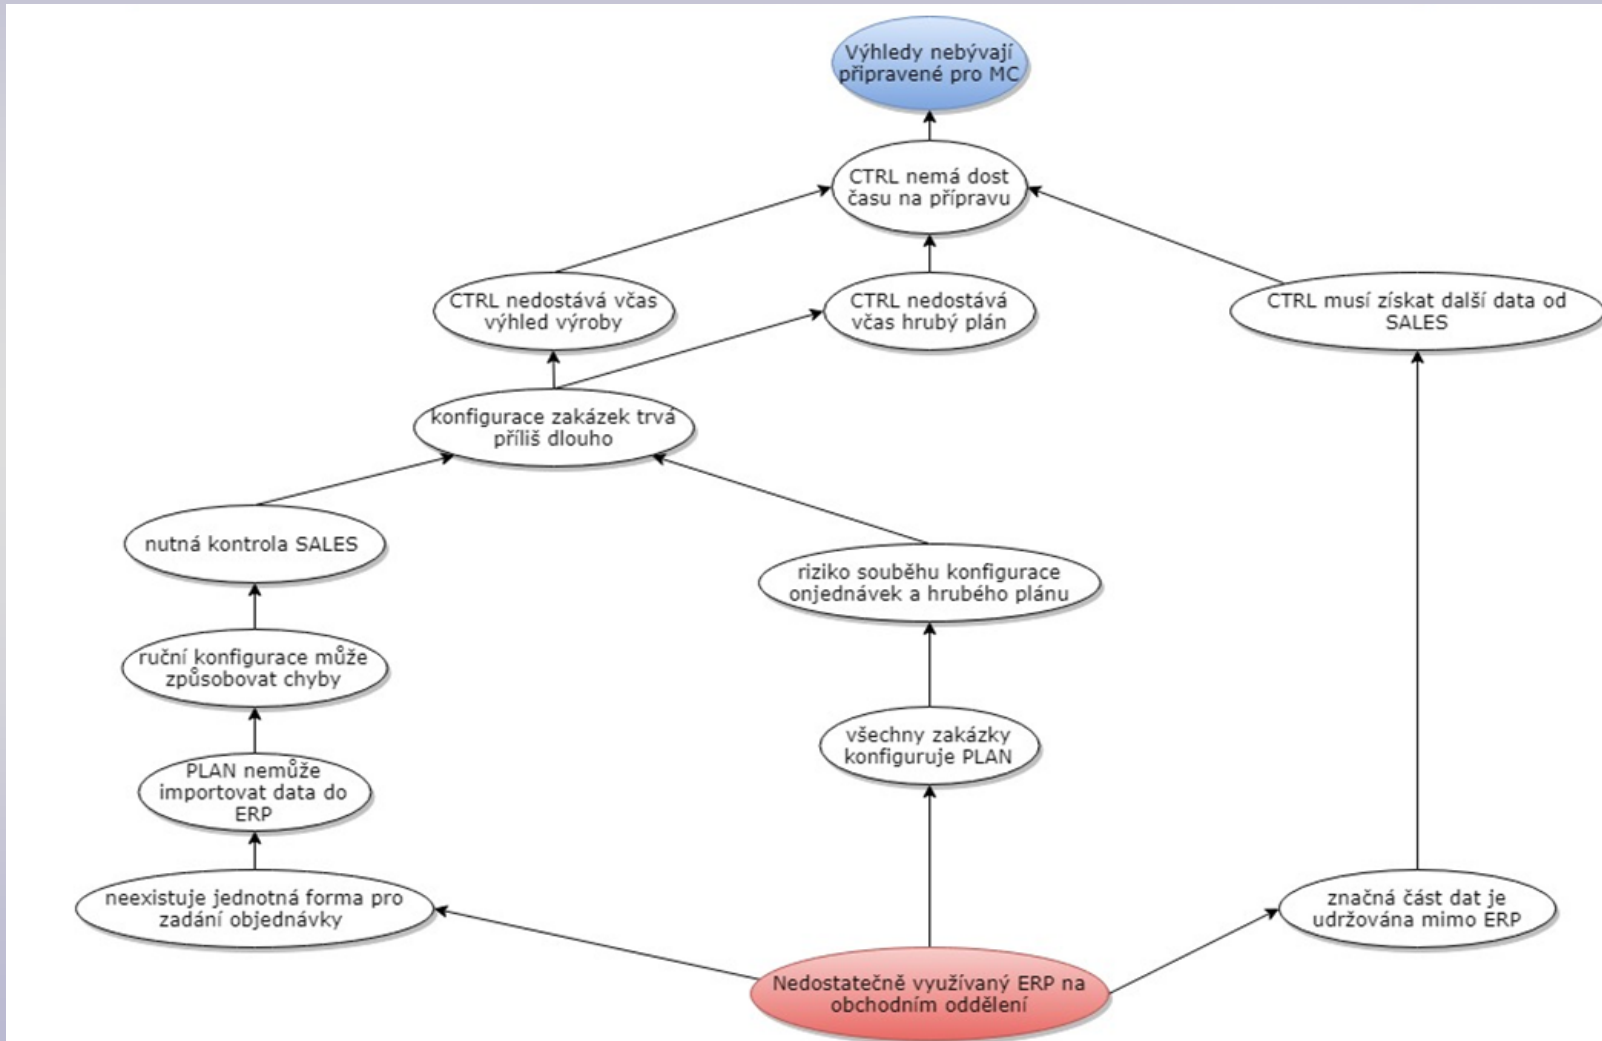 Výhledy nebývají
připravené pro MC
CTRL nemá dost
času na přípravu
CTRL nedostává včas
výhled výroby
CTRL nedostává
včas hrubý plán
CTRL musí získat další data od
SALES
konfigurace zakázek trvá
příliš dlouho
nutná kontrola SALES
riziko souběhu konfigurace
onjednávek a hrubého plánu
ruční konfigurace může
způsobovat chyby
všechny zakázky
konfiguruje PLAN
PLAN nemůže
importovat data do
ERP
neexistuje jednotná forma pro
zadání objednávky
značná část dat je
udržována mimo ERP
Nedostatečně využívaný ERP na
obchodním oddělení